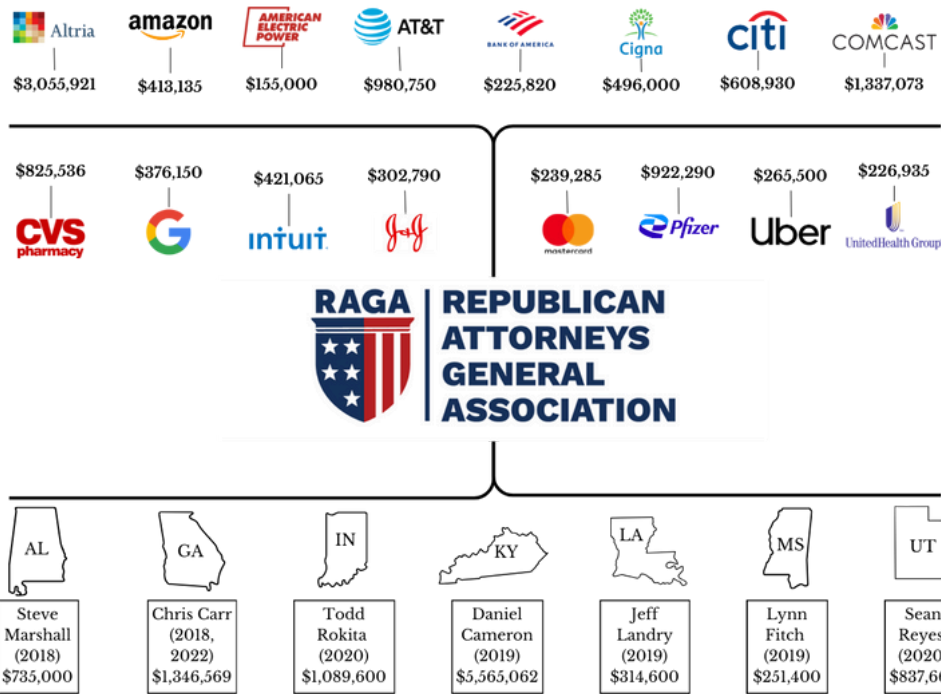 Altria
amazon
AMERICAN
ELECTRIC
POWER
AT&T
BANK OF AMERICA
Cigna
citi
COMCAST
$3,055,921
$413,135
$155,000
$980,750
$225,820
$496,000
$608,930
$1,337,073
$825,536
$376,150
$421,065
$302,790
$239,285
$922,290
$265,500
$226,935
CVS
pharmacy
G
intuit
J&J
mastercard
Pfizer
Uber
UnitedHealth Group
RAGA
REPUBLICAN
ATTORNEYS
GENERAL
ASSOCIATION
AL
GA
IN
KY
LA
MS
UT
Steve
Marshall
(2018)
$735,000
Chris Carr
(2018,
2022)
$1,346,569
Todd
Rokita
(2020)
$1,089,600
Daniel
Cameron
(2019)
$5,565,062
Jeff
Landry
(2019)
$314,600
Lynn
Fitch
(2019)
$251,400
Sean
Reyes
(2020